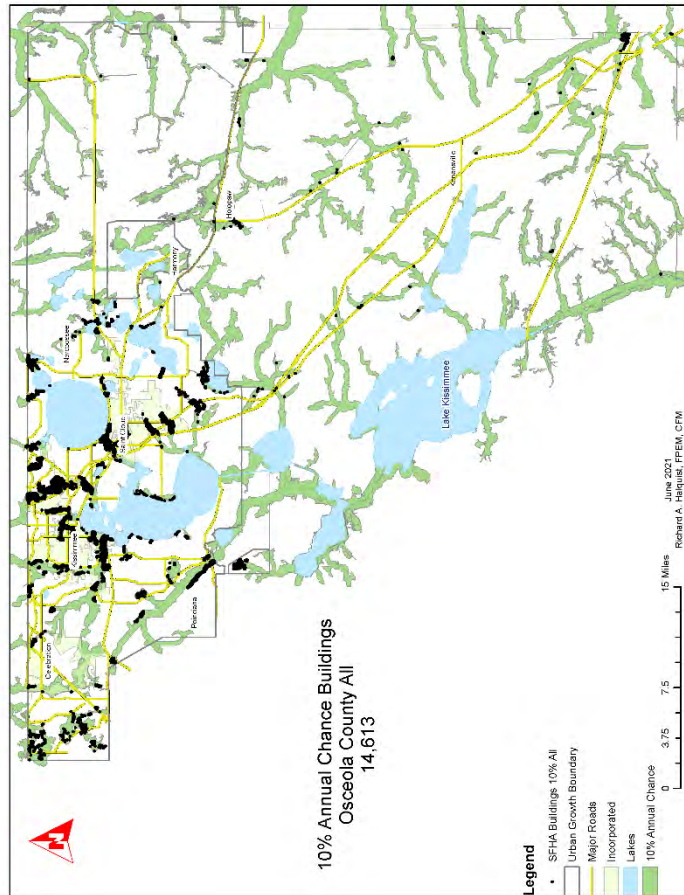 N
10% Annual Chance Buildings
Osceola County All
14,613
Celebration
Kissimmee
Poinciana
Saint Cloud
Narcoossee
Harmony
Holopaw
Kenansville
Lake Kissimmee
Legend
SFHA Buildings 10% All
Urban Growth Boundary
Major Roads
Incorporated
Lakes
10% Annual Chance
0 3.75 7.5 15 Miles
June 2021
Richard A. Halquist, FPEM, CFM